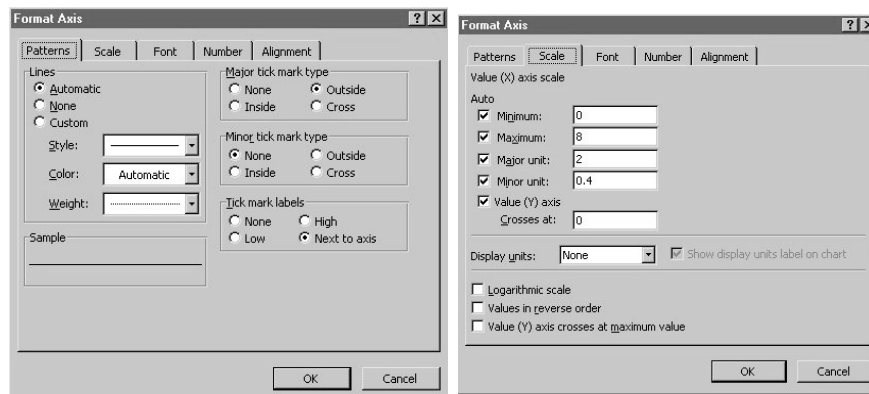 Format Axis
Patterns Scale Font Number Alignment
Lines
Automatic
None
Custom
Style:
Color: Automatic
Weight:
Sample
Major tick mark type
None Outside
Inside Cross
Minor tick mark type
None Outside
Inside Cross
Tick mark labels
None High
Low Next to axis
OK Cancel
Format Axis
Patterns Scale Font Number Alignment
Value (X) axis scale
Auto
Minimum: 0
Maximum: 8
Major unit: 2
Minor unit: 0.4
Value (Y) axis
Crosses at: 0
Display units: None Show display units label on chart
Logarithmic scale
Values in reverse order
Value (Y) axis crosses at maximum value
OK Cancel